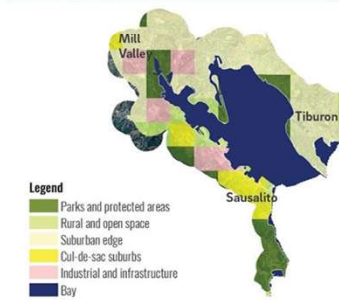 Mill
Valley
Tiburon
Sausalito
Legend
Parks and protected areas
Rural and open space
Suburban edge
Cul-de-sac suburbs
Industrial and infrastructure
Bay